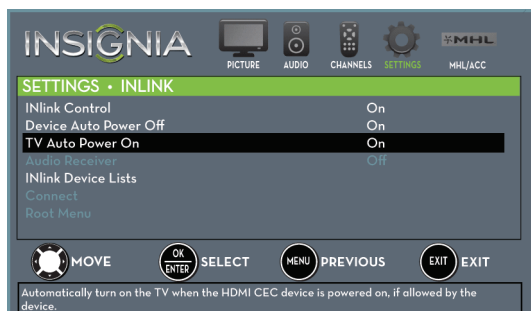 INSIGNIA
PICTURE AUDIO CHANNELS SETTINGS MHL/ACC
MHL
SETTINGS • INLINK
INlink Control On
Device Auto Power Off On
TV Auto Power On On
Audio Receiver Off
INlink Device Lists
Connect
Root Menu
MOVE OK ENTER SELECT MENU PREVIOUS EXIT EXIT
Automatically turn on the TV when the HDMI CEC device is powered on, if allowed by the
device.